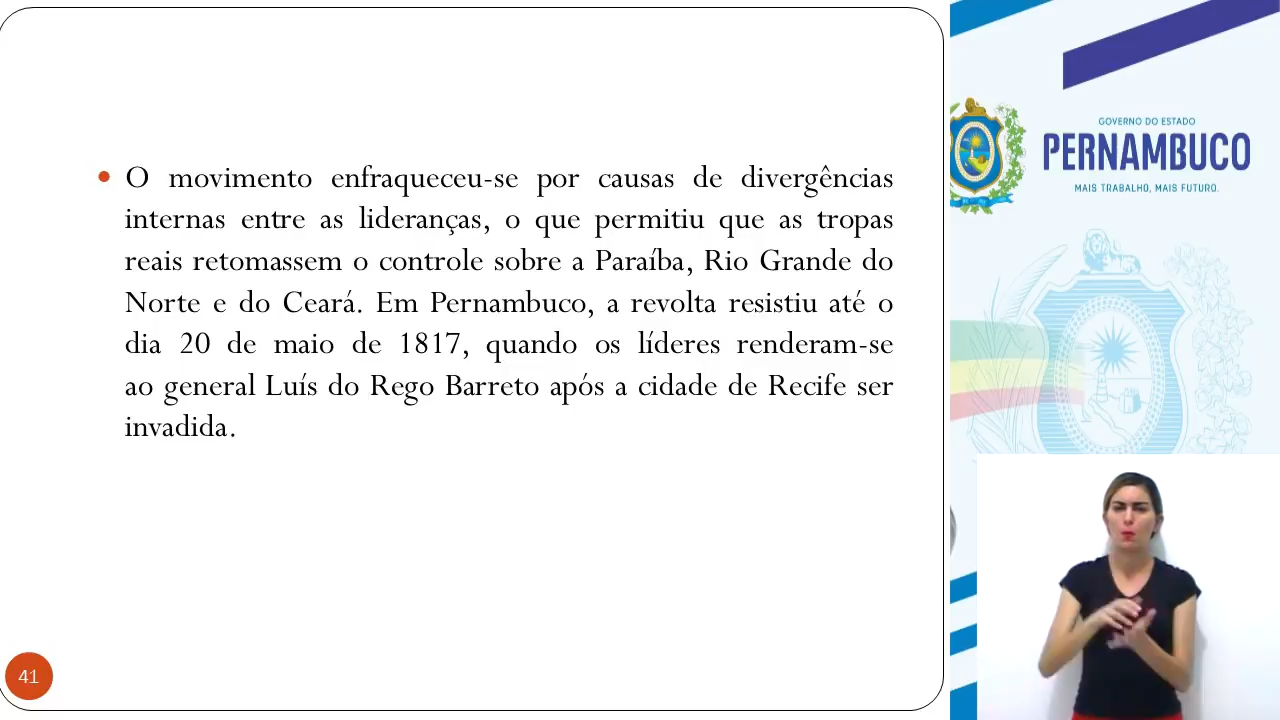 O movimento enfraqueceu-se por causas de divergências
internas entre as lideranças, o que permitiu que as tropas
reais retomassem o controle sobre a Paraíba, Rio Grande do
Norte e do Ceará. Em Pernambuco, a revolta resistiu até o
dia 20 de maio de 1817, quando os líderes renderam-se
ao general Luís do Rego Barreto após a cidade de Recife ser
invadida.
41
GOVERNO DO ESTADO
PERNAMBUCO
MAIS TRABALHO, MAIS FUTURO.